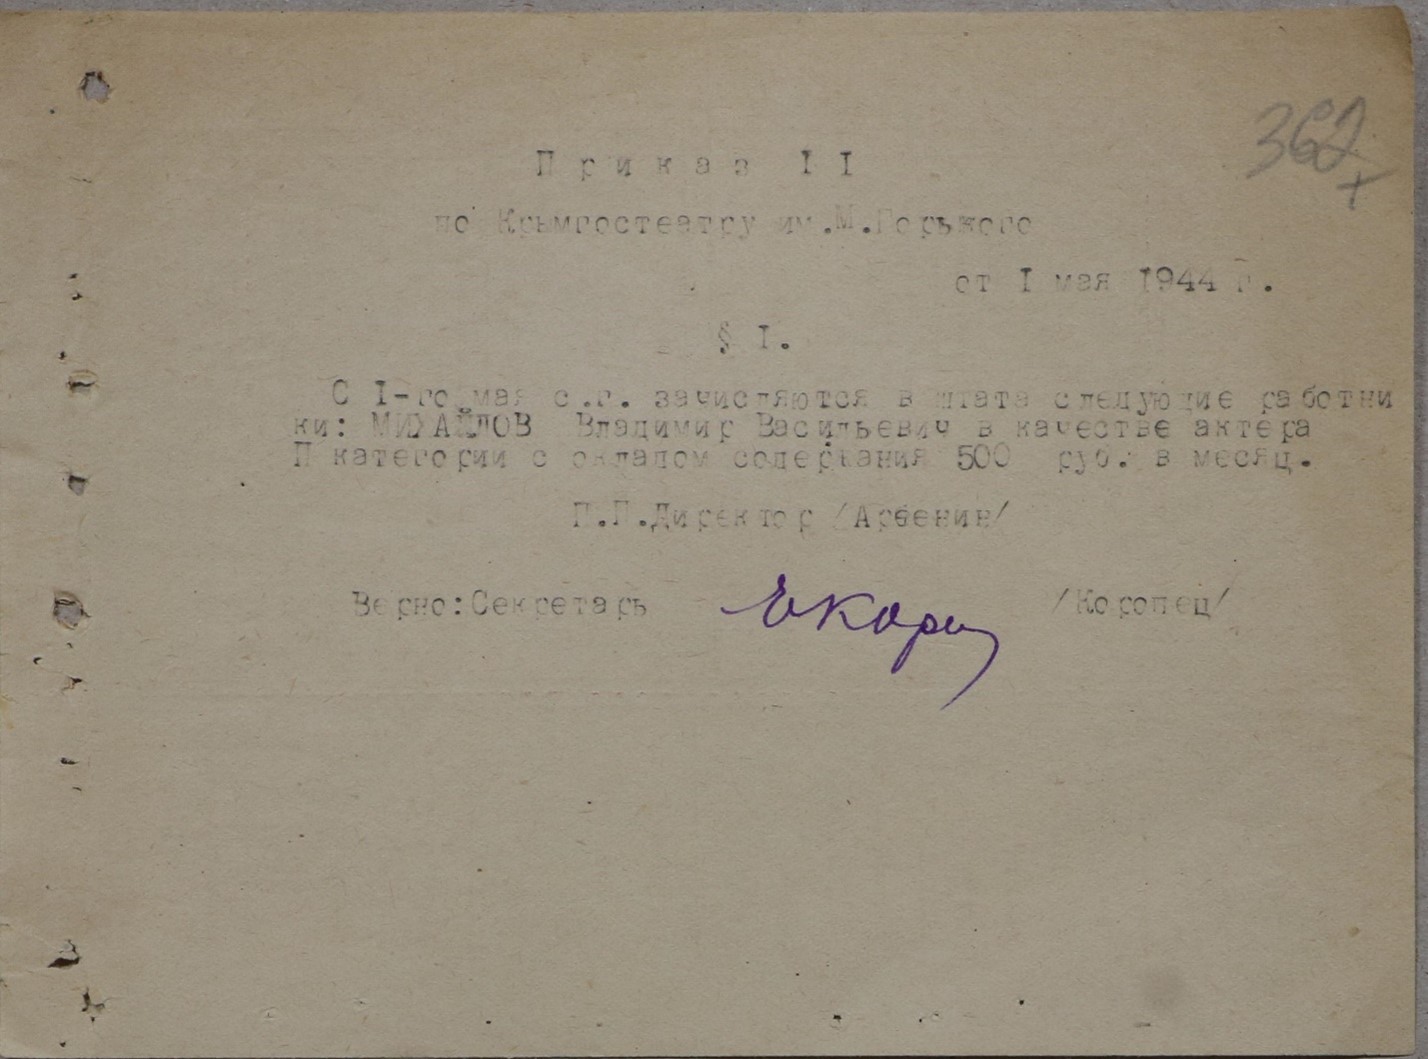 362
Приказ II
по Крымгостеатру им.М.Горького
от I мая 1944 г.
§ I.
С I-го мая с.г. зачисляются в штата следующие работни
ки: МИХАЙЛОВ Владимир Васильевич в качестве актера
П категории с окладом содержания 500 руб. в месяц.
П.П.Директор /Арбенин/
Верно:Секретарь /Коропец/